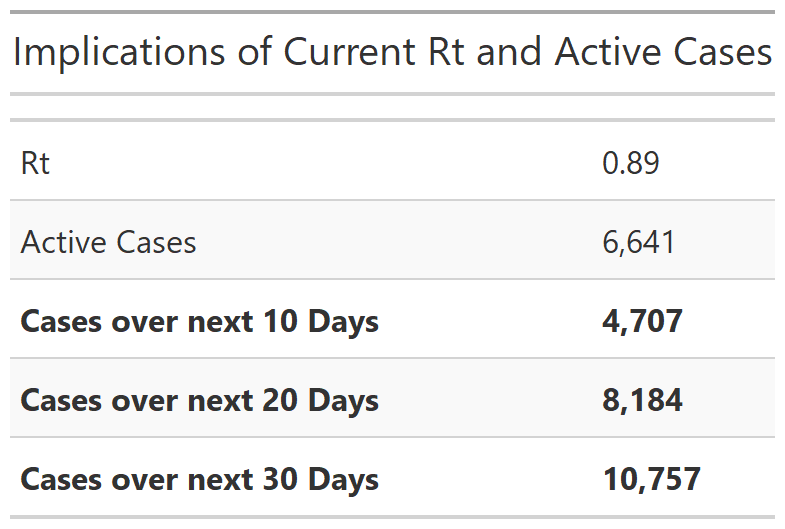 Implications of Current Rt and Active Cases
Rt 0.89
Active Cases 6,641
Cases over next 10 Days 4,707
Cases over next 20 Days 8,184
Cases over next 30 Days 10,757